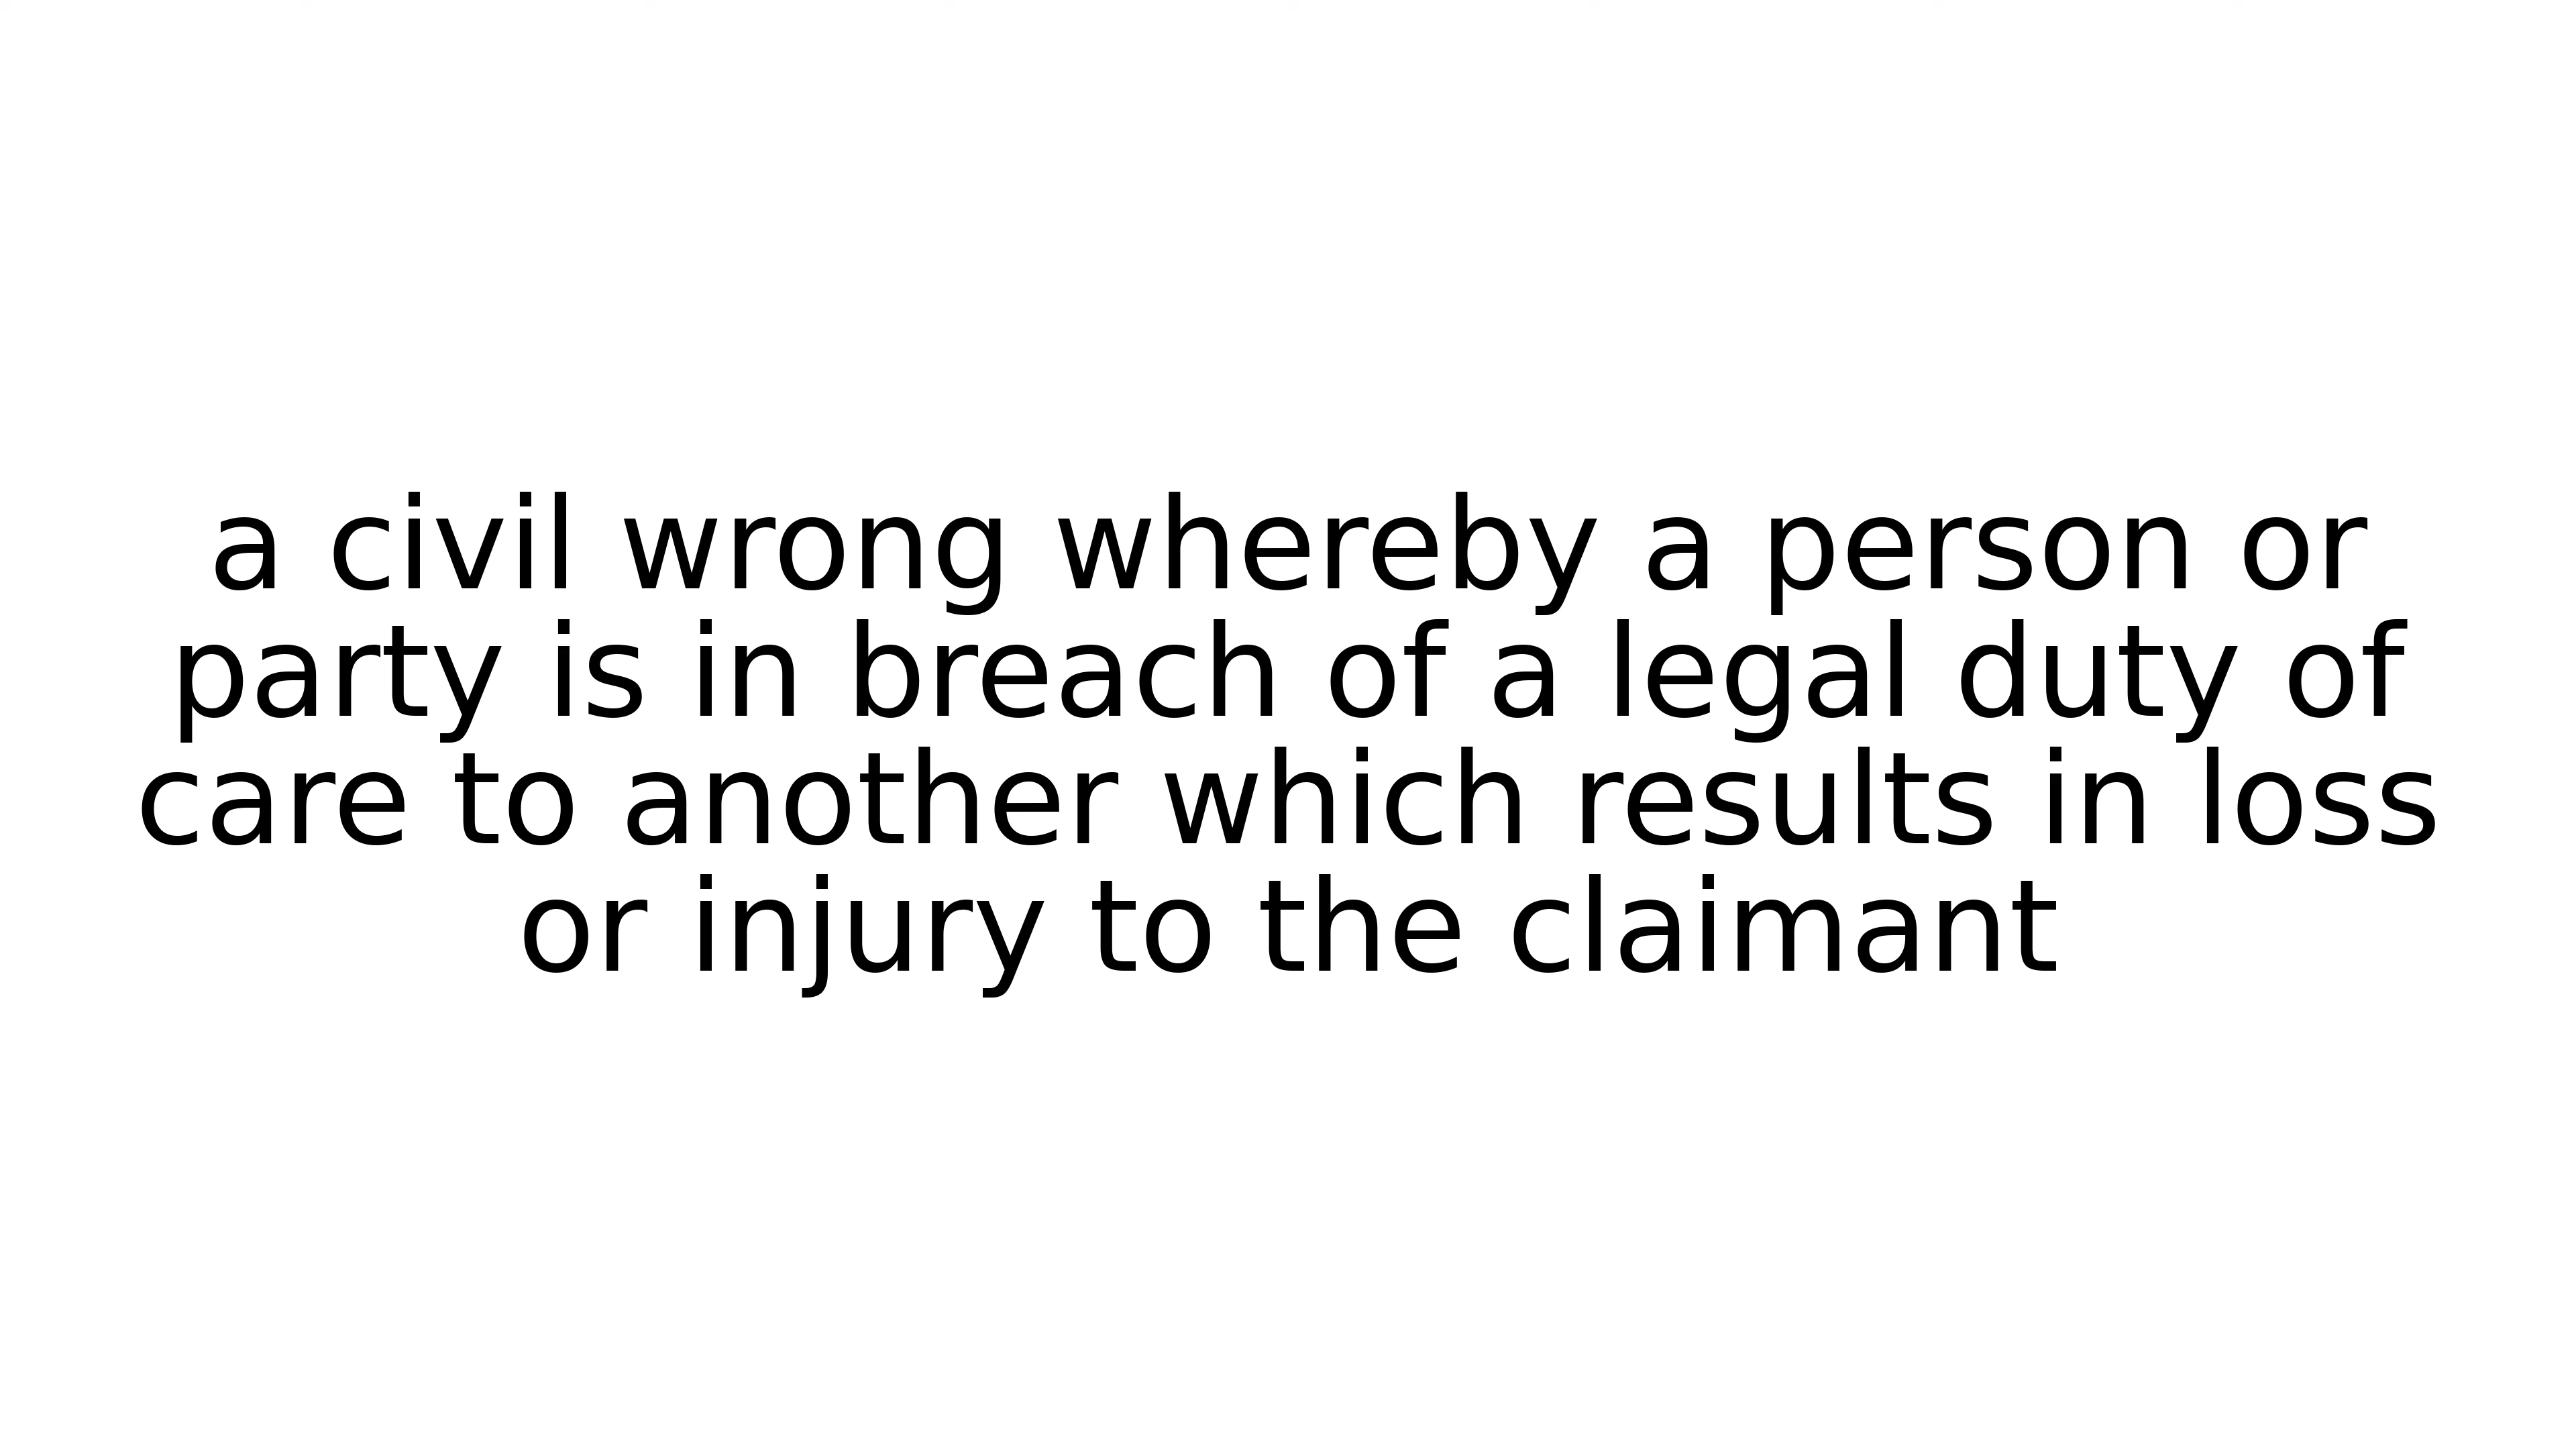 a civil wrong whereby a person or
party is in breach of a legal duty of
care to another which results in loss
or injury to the claimant